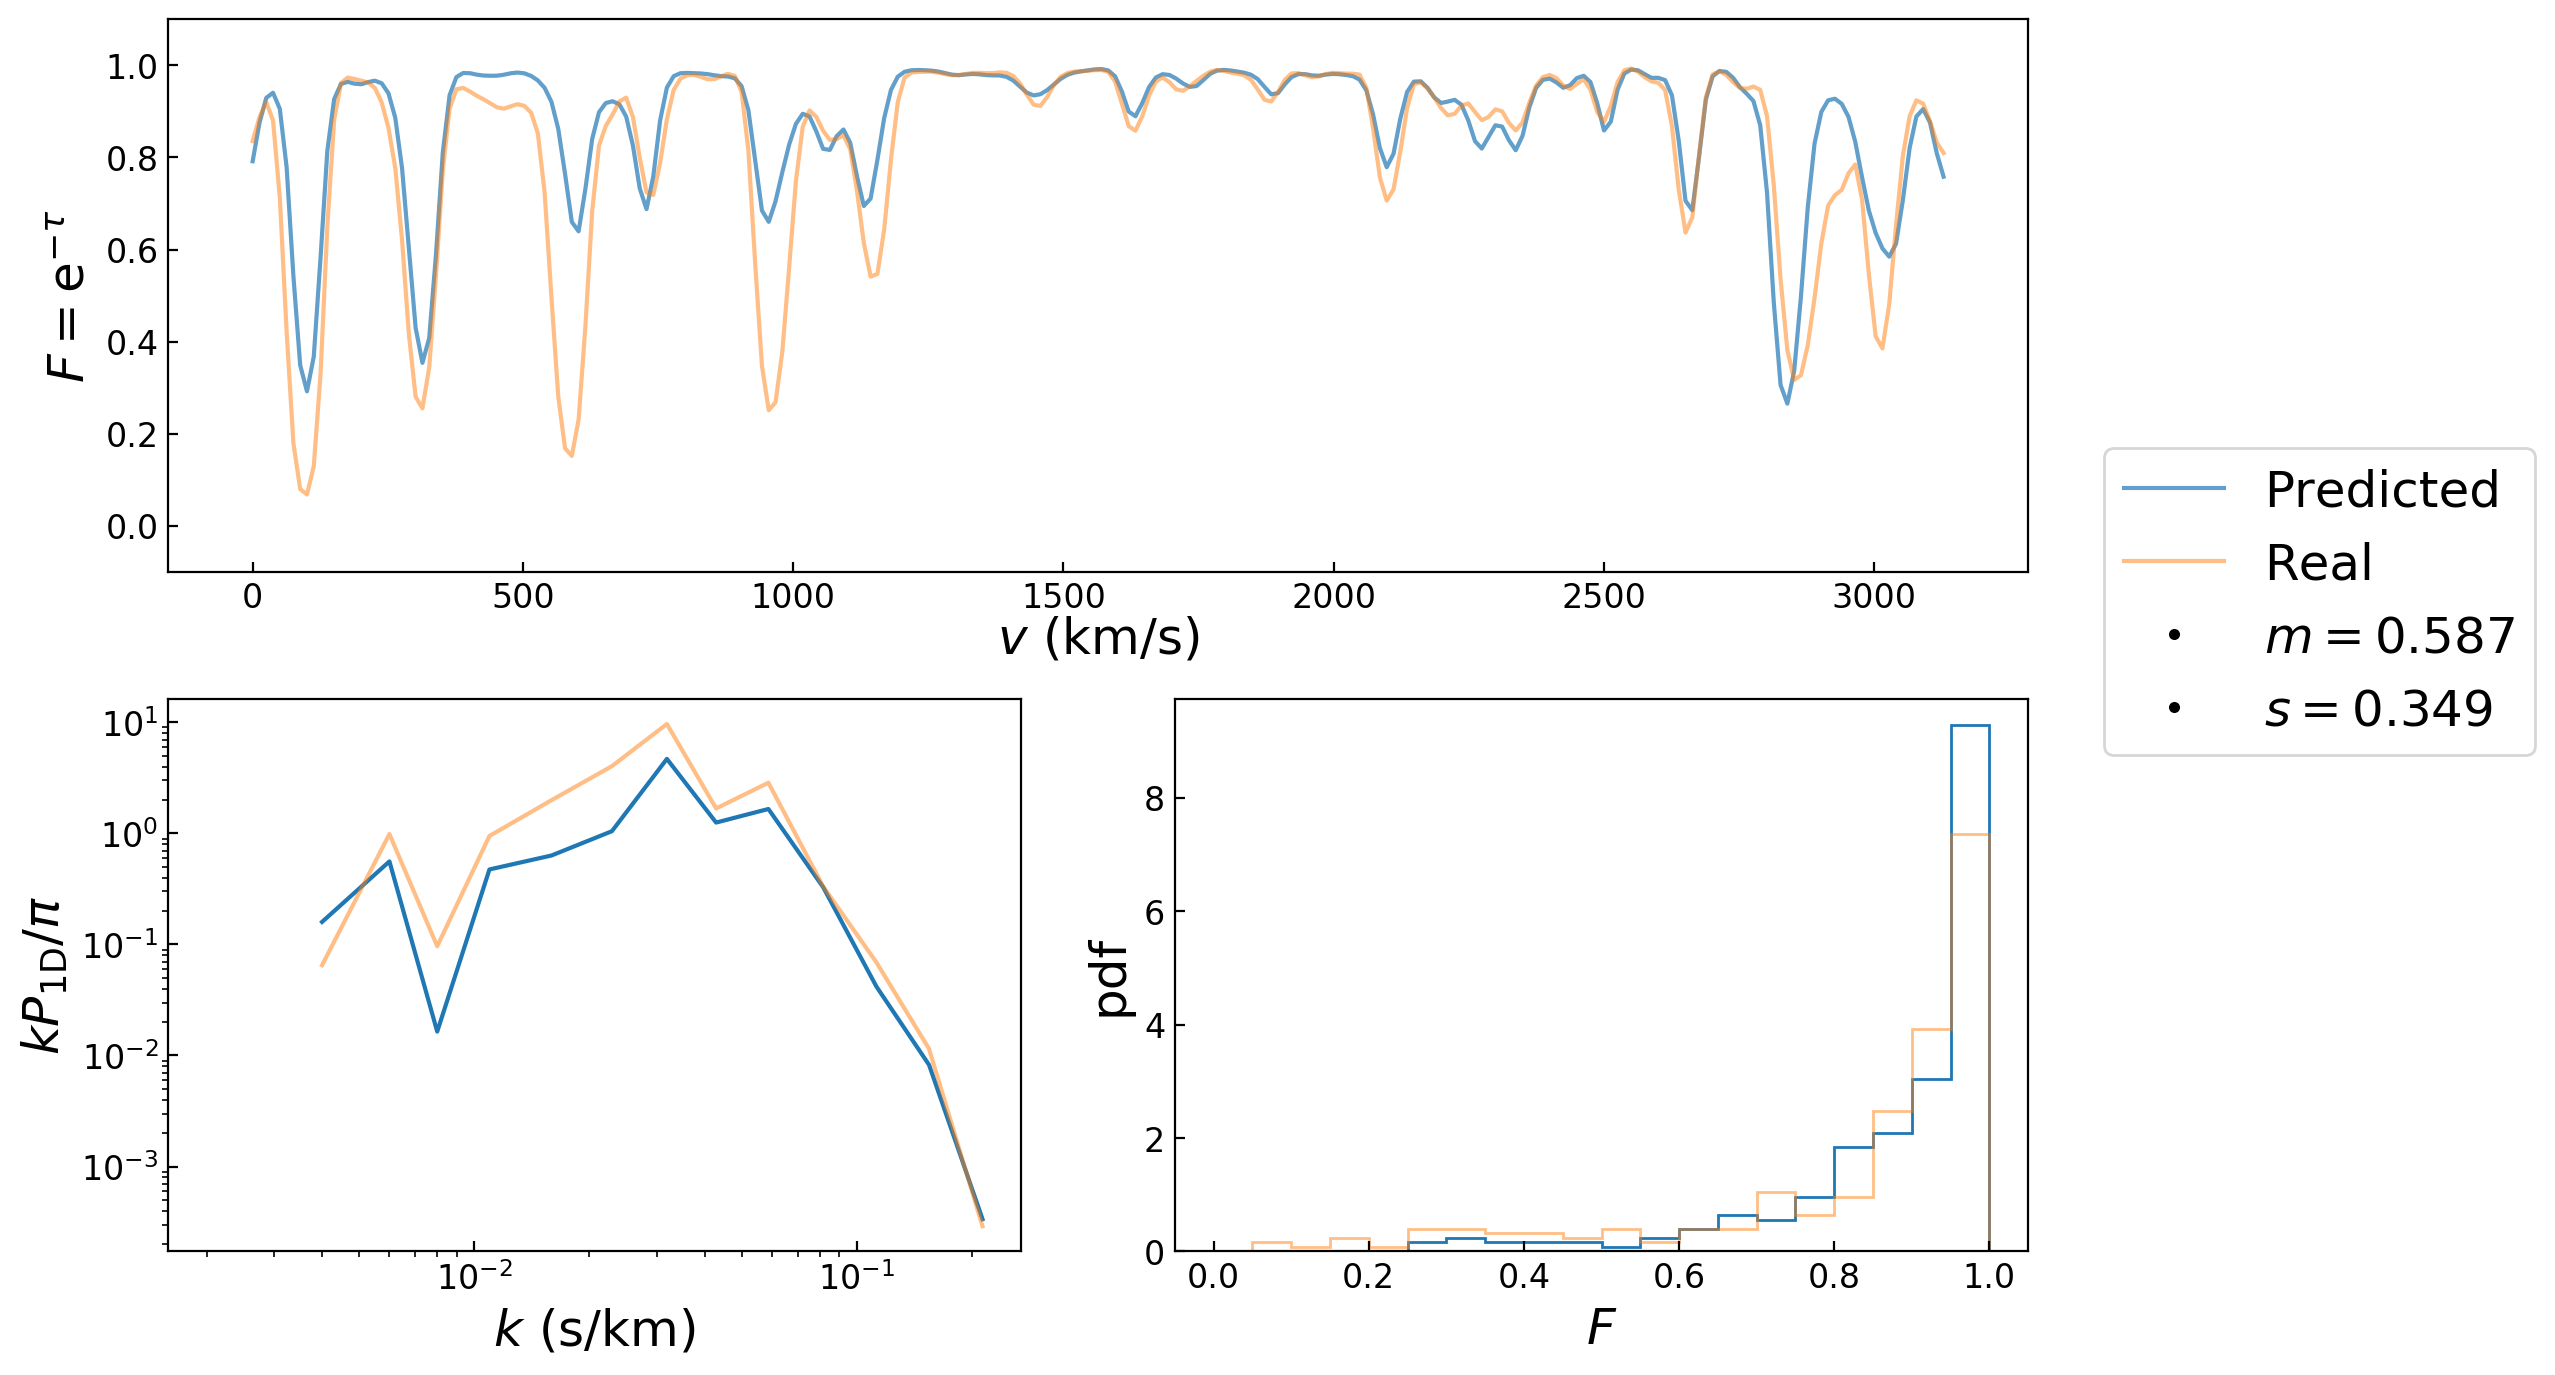 1.0
0.8
0.6
0.4
0.2
0.0
F = e^{−τ}
0 500 1000 1500 2000 2500 3000
v (km/s)
Predicted
Real
m = 0.587
s = 0.349
10^1
10^0
10^{−1}
10^{−2}
10^{−3}
kP_{1D}/π
10^{−2} 10^{−1}
k (s/km)
8
6
4
2
0
pdf
0.0 0.2 0.4 0.6 0.8 1.0
F